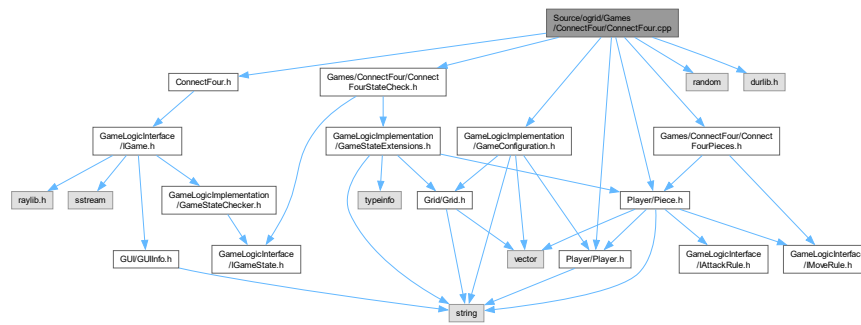 Source/ogrid/Games
/ConnectFour/ConnectFour.cpp
ConnectFour.h
Games/ConnectFour/Connect
FourStateCheck.h
random
durlib.h
GameLogicInterface
/IGame.h
GameLogicImplementation
/GameStateExtensions.h
GameLogicImplementation
/GameConfiguration.h
Games/ConnectFour/Connect
FourPieces.h
raylib.h
sstream
GameLogicImplementation
/GameStateChecker.h
typeinfo
Grid/Grid.h
Player/Piece.h
GUI/GUIInfo.h
GameLogicInterface
/IGameState.h
vector
Player/Player.h
GameLogicInterface
/IAttackRule.h
GameLogicInterface
/IMoveRule.h
string